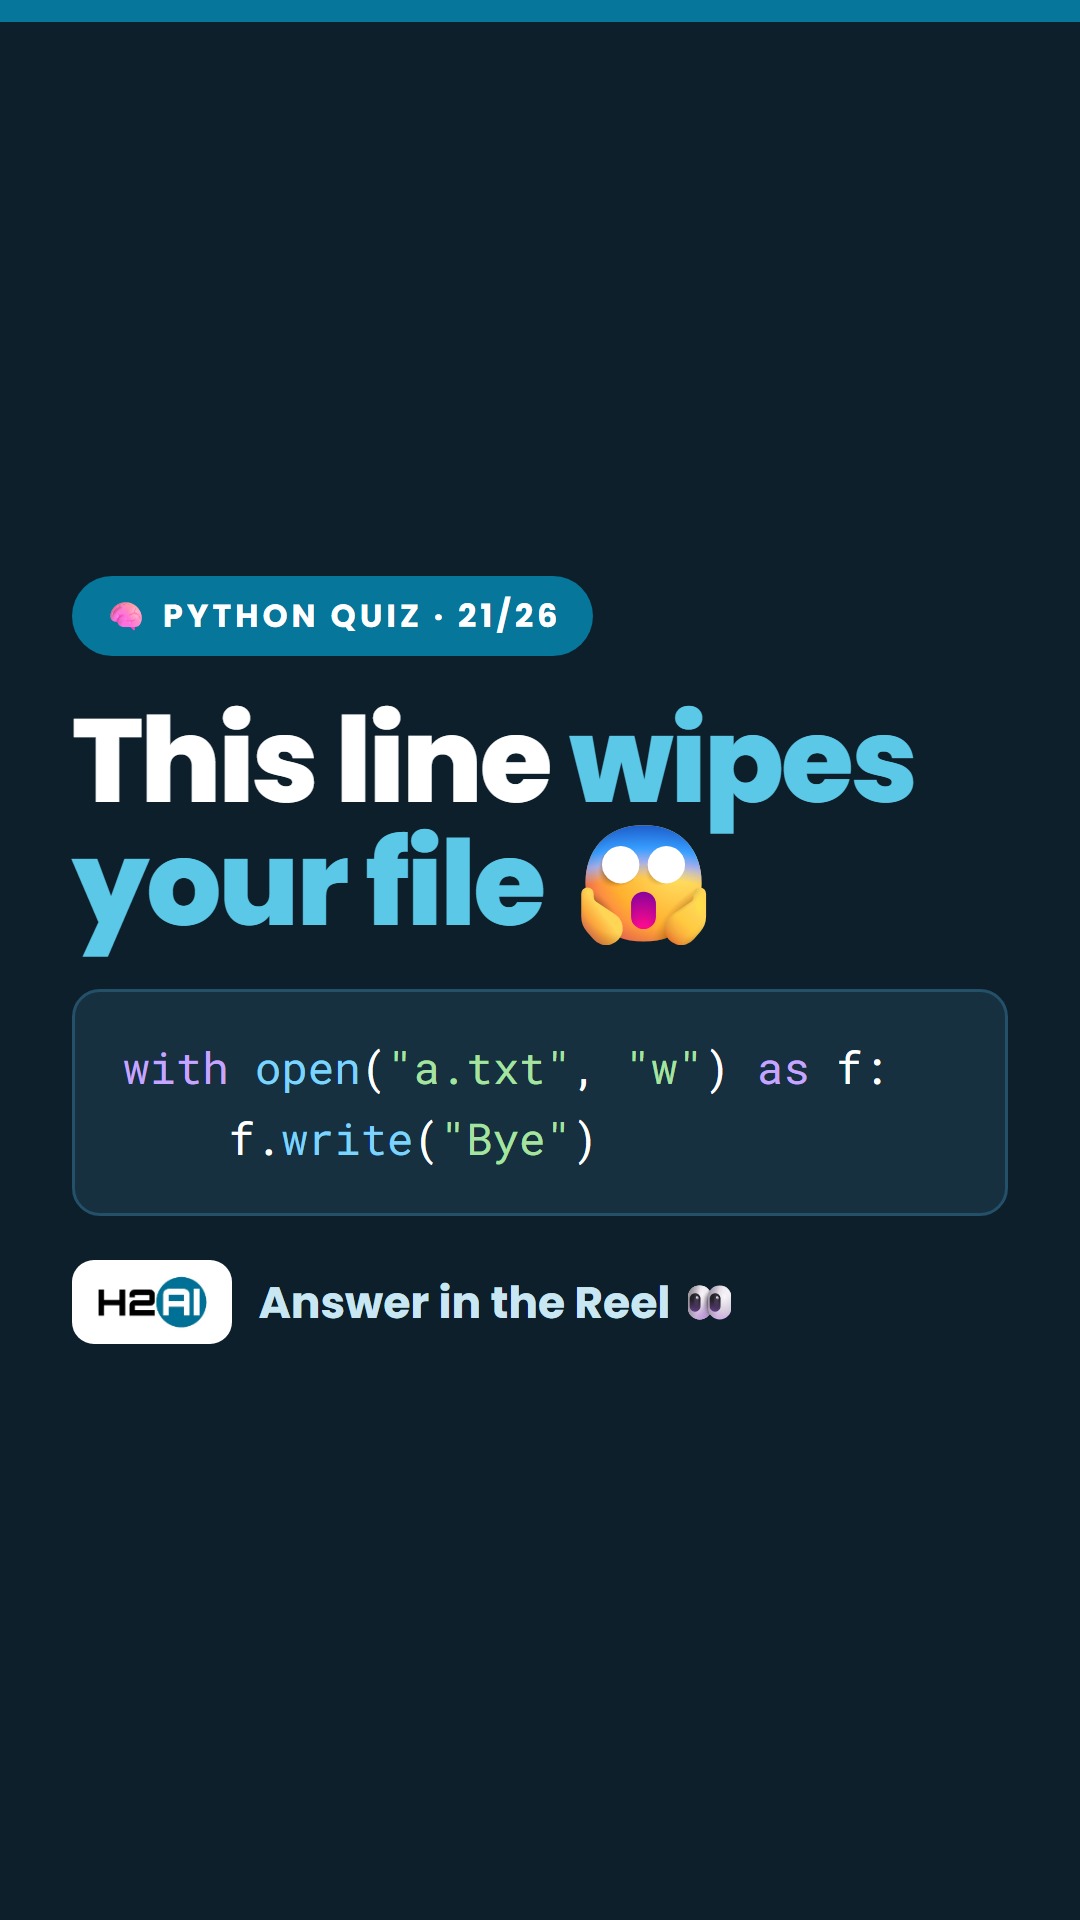 🧠 PYTHON QUIZ · 21/26
This line wipes
your file 😱
with open("a.txt", "w") as f:
    f.write("Bye")
H2AI Answer in the Reel 👀